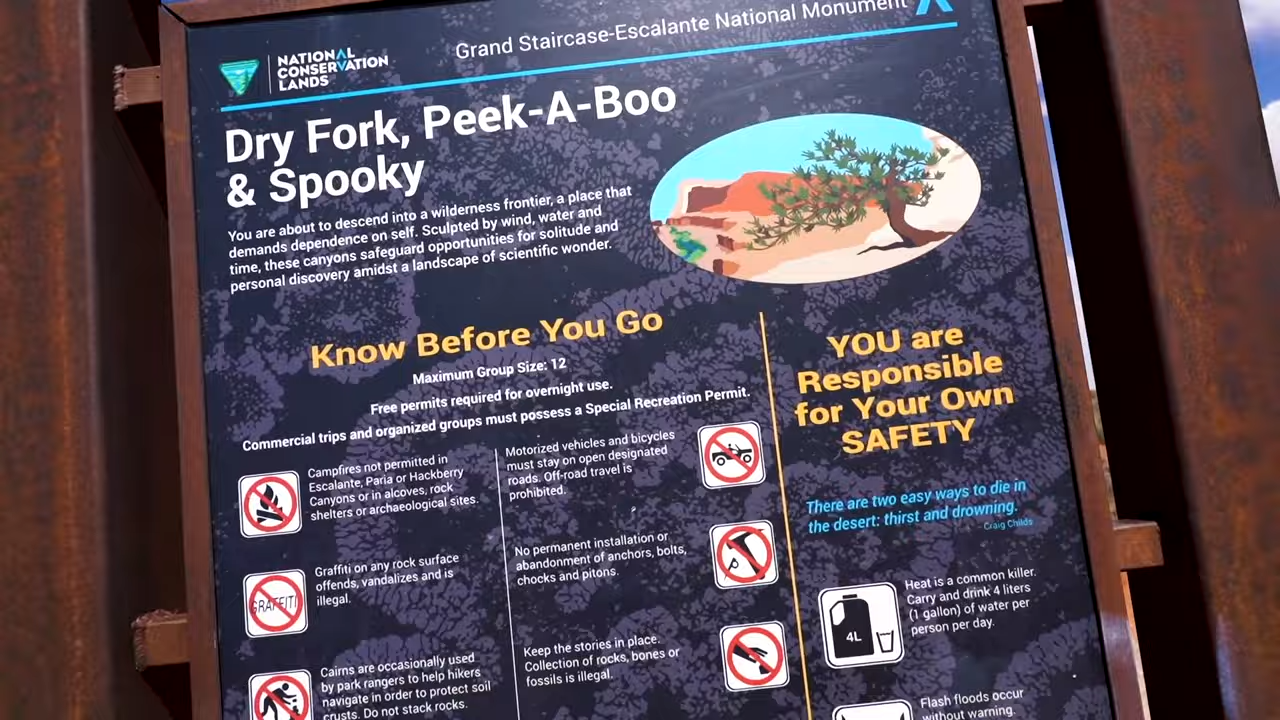 NATIONAL
CONSERVATION
LANDS
Grand Staircase-Escalante National Monument
Dry Fork, Peek-A-Boo
& Spooky
You are about to descend into a wilderness frontier, a place that
demands dependence on self. Sculpted by wind, water and
time, these canyons safeguard opportunities for solitude and
personal discovery amidst a landscape of scientific wonder.
Know Before You Go
Maximum Group Size: 12
Free permits required for overnight use.
Commercial trips and organized groups must possess a Special Recreation Permit.
Campfires not permitted in
Escalante, Paria or Hackberry
Canyons or in alcoves, rock
shelters or archaeological sites.
GRAFFITI
Graffiti on any rock surface
offends, vandalizes and is
illegal.
Cairns are occasionally used
by park rangers to help hikers
navigate in order to protect soil
crusts. Do not stack rocks.
Motorized vehicles and bicycles
must stay on open designated
roads. Off-road travel is
prohibited.
No permanent installation or
abandonment of anchors, bolts,
chocks and pitons.
Keep the stories in place.
Collection of rocks, bones or
fossils is illegal.
YOU are
Responsible
for Your Own
SAFETY
There are two easy ways to die in
the desert: thirst and drowning.
Craig Childs
4L
Heat is a common killer.
Carry and drink 4 liters
(1 gallon) of water per
person per day.
Flash floods occur
without warning.